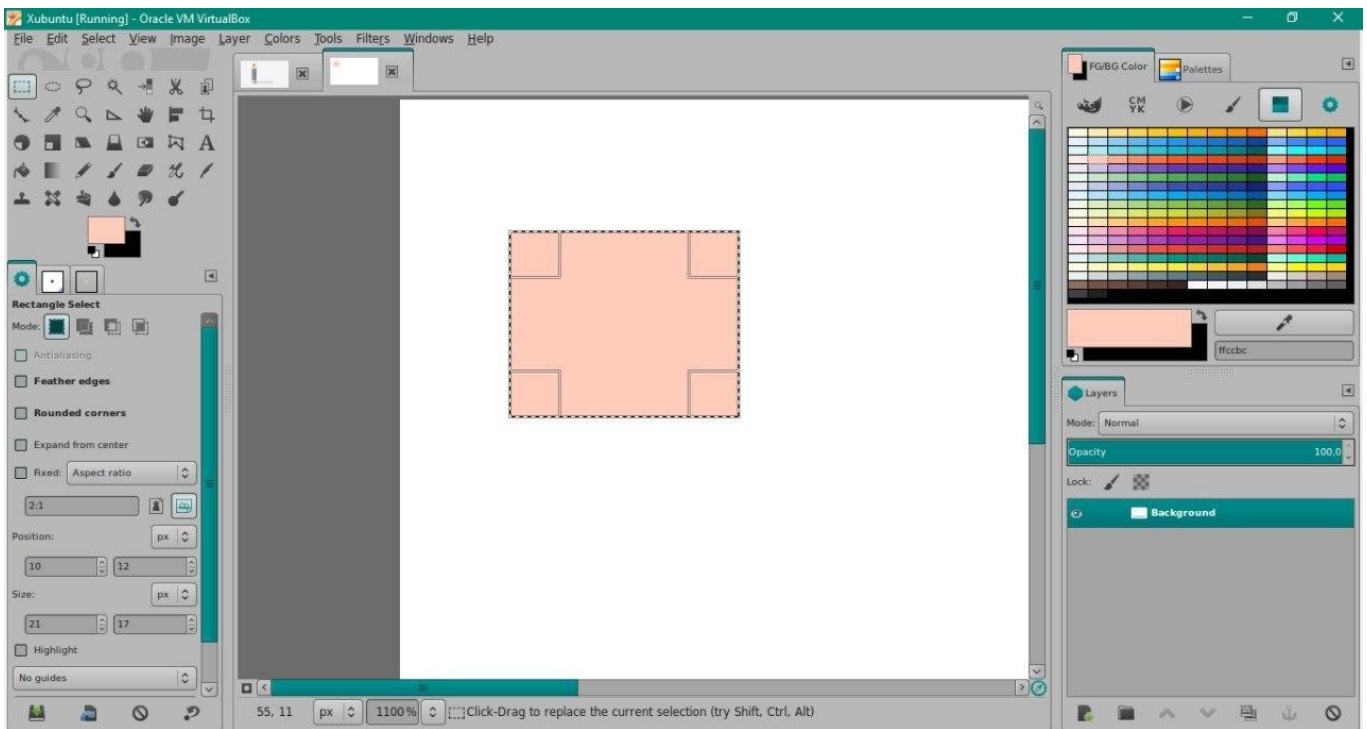 Xubuntu [Running] - Oracle VM VirtualBox
File Edit Select View Image Layer Colors Tools Filters Windows Help
FG/BG Color Palettes
CM
YK
A
Rectangle Select
Mode:
Antialiasing
Feather edges
Rounded corners
Expand from center
Fixed: Aspect ratio
2:1
Position: px
10 12
Size: px
21 17
Highlight
No guides
55, 11 px 1100% Click-Drag to replace the current selection (try Shift, Ctrl, Alt)
ffccbc
Layers
Mode: Normal
Opacity 100,0
Lock:
Background